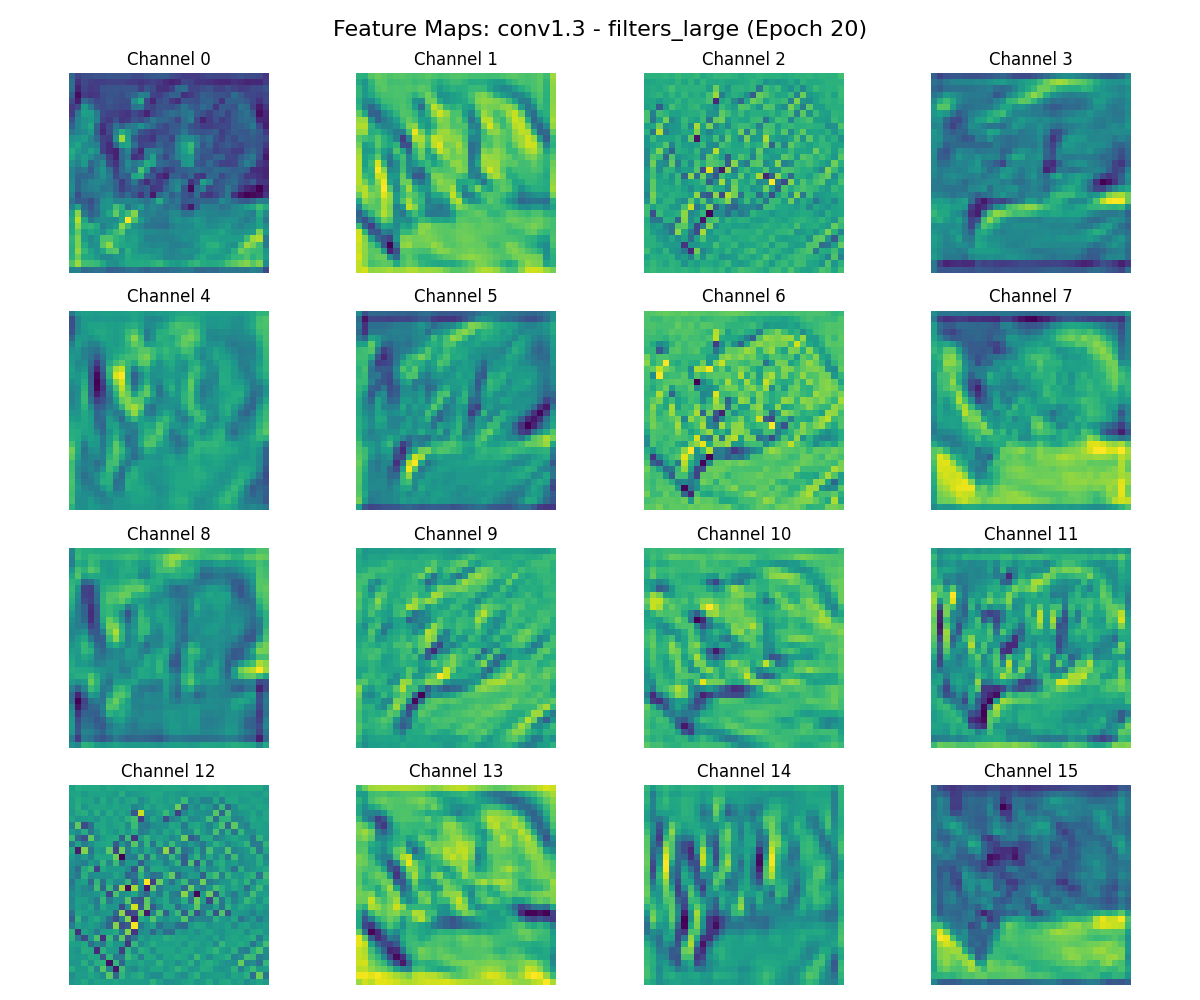 Feature Maps: conv1.3 - filters_large (Epoch 20)
Channel 0
Channel 1
Channel 2
Channel 3
Channel 4
Channel 5
Channel 6
Channel 7
Channel 8
Channel 9
Channel 10
Channel 11
Channel 12
Channel 13
Channel 14
Channel 15